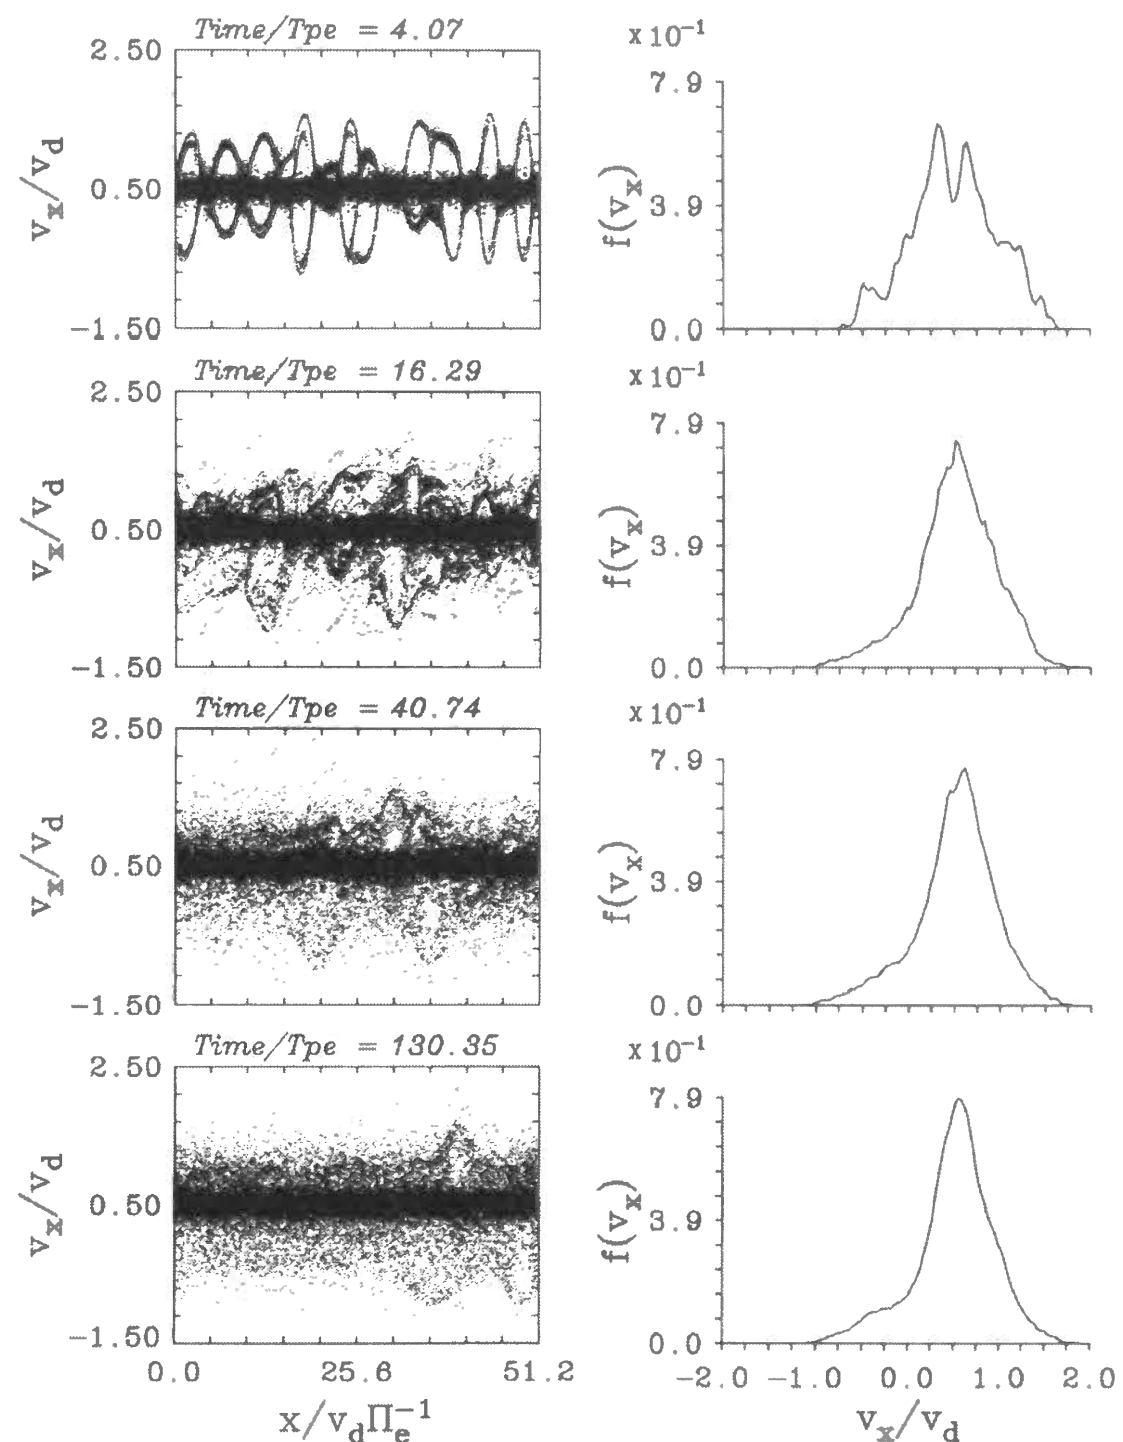 Time/Tpe = 4.07
2.50
0.50
-1.50
v_x/v_d
x10⁻¹
7.9
3.9
0.0
f(v_x)
Time/Tpe = 16.29
2.50
0.50
-1.50
v_x/v_d
x10⁻¹
7.9
3.9
0.0
f(v_x)
Time/Tpe = 40.74
2.50
0.50
-1.50
v_x/v_d
x10⁻¹
7.9
3.9
0.0
f(v_x)
Time/Tpe = 130.35
2.50
0.50
-1.50
v_x/v_d
0.0 25.6 51.2
x/v_dΠ_e⁻¹
x10⁻¹
7.9
3.9
0.0
f(v_x)
-2.0 -1.0 0.0 1.0 2.0
v_x/v_d